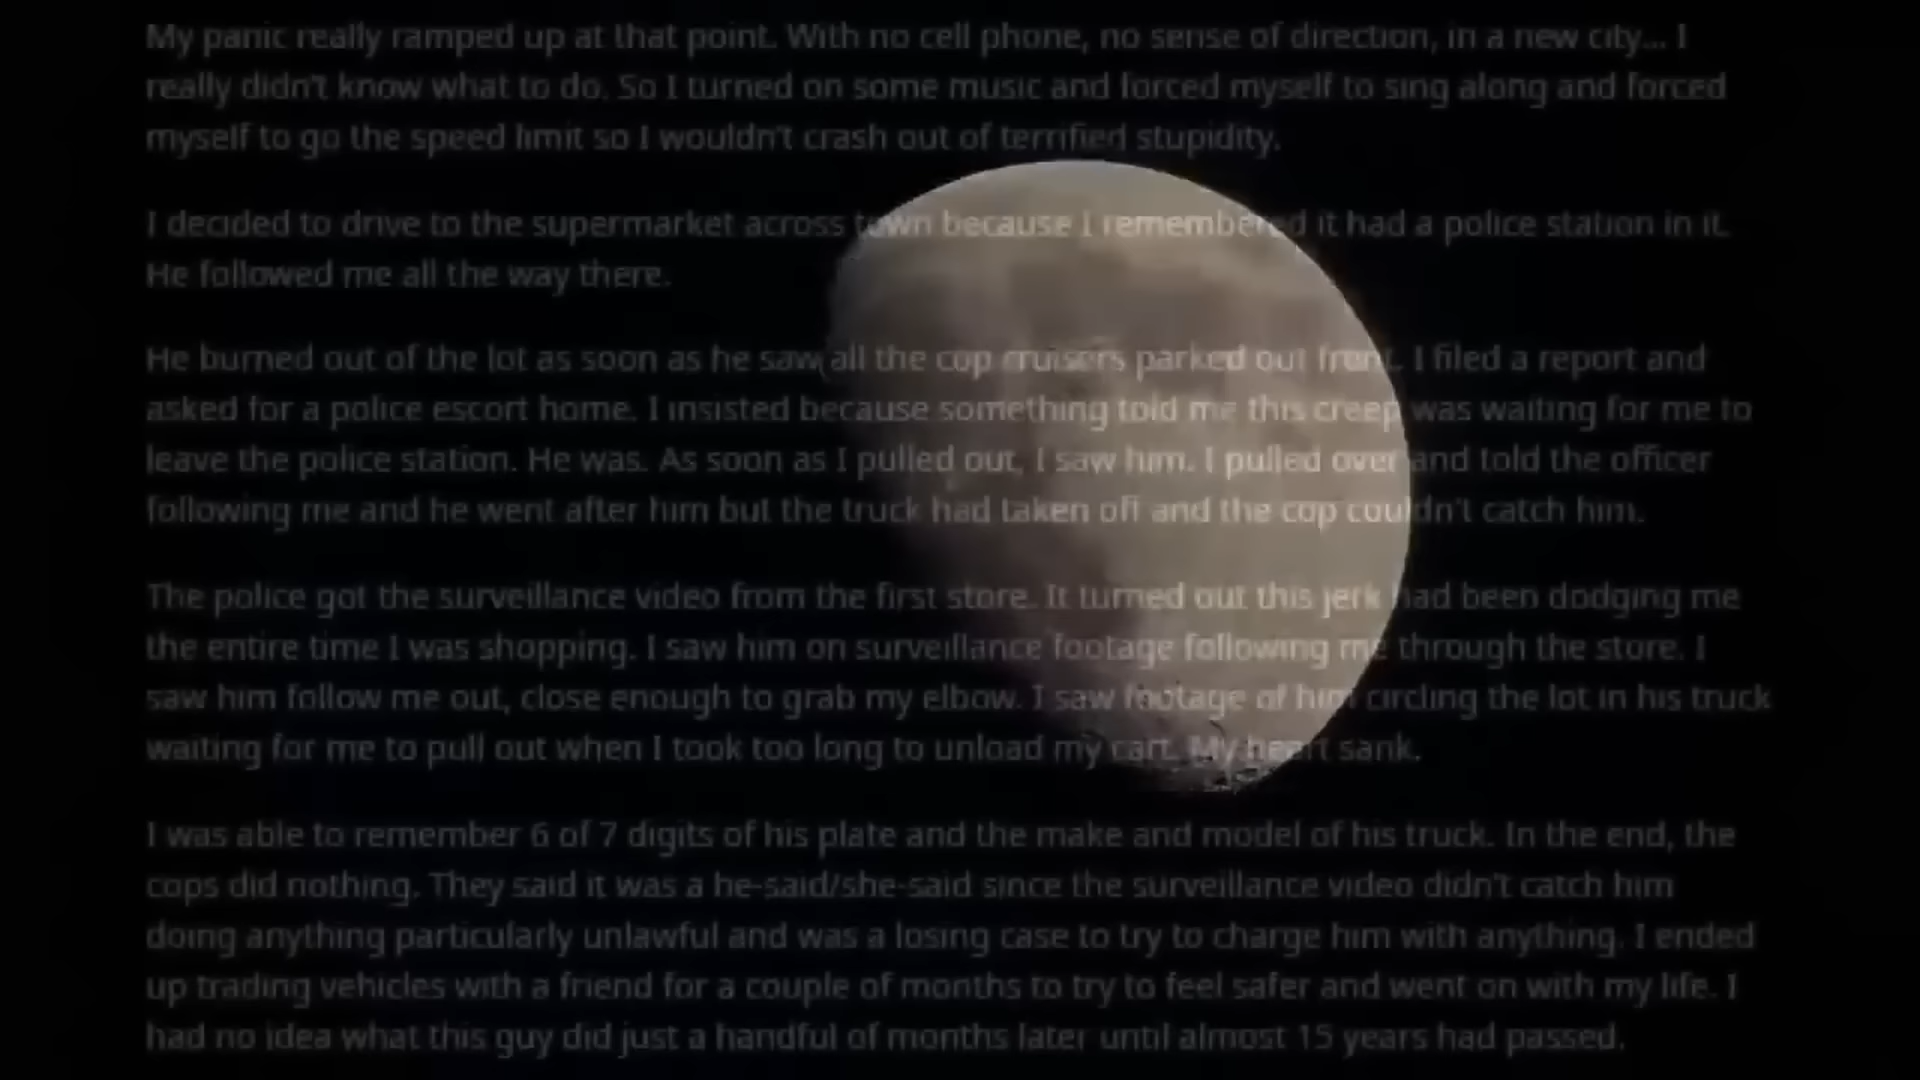 My panic really ramped up at that point. With no cell phone, no sense of direction, in a new city... I
really didn't know what to do. So I turned on some music and forced myself to sing along and forced
myself to go the speed limit so I wouldn't crash out of terrified stupidity.
I decided to drive to the supermarket across town because I remembered it had a police station in it.
He followed me all the way there.
He burned out of the lot as soon as he saw all the cop cruisers parked out front. I filed a report and
asked for a police escort home. I insisted because something told me this creep was waiting for me to
leave the police station. He was. As soon as I pulled out, I saw him. I pulled over and told the officer
following me and he went after him but the truck had taken off and the cop couldn't catch him.
The police got the surveillance video from the first store. It turned out this jerk had been dodging me
the entire time I was shopping. I saw him on surveillance footage following me through the store. I
saw him follow me out, close enough to grab my elbow. I saw footage of him circling the lot in his truck
waiting for me to pull out when I took too long to unload my cart. My heart sank.
I was able to remember 6 of 7 digits of his plate and the make and model of his truck. In the end, the
cops did nothing. They said it was a he-said/she-said since the surveillance video didn't catch him
doing anything particularly unlawful and was a losing case to try to charge him with anything. I ended
up trading vehicles with a friend for a couple of months to try to feel safer and went on with my life. I
had no idea what this guy did just a handful of months later until almost 15 years had passed.